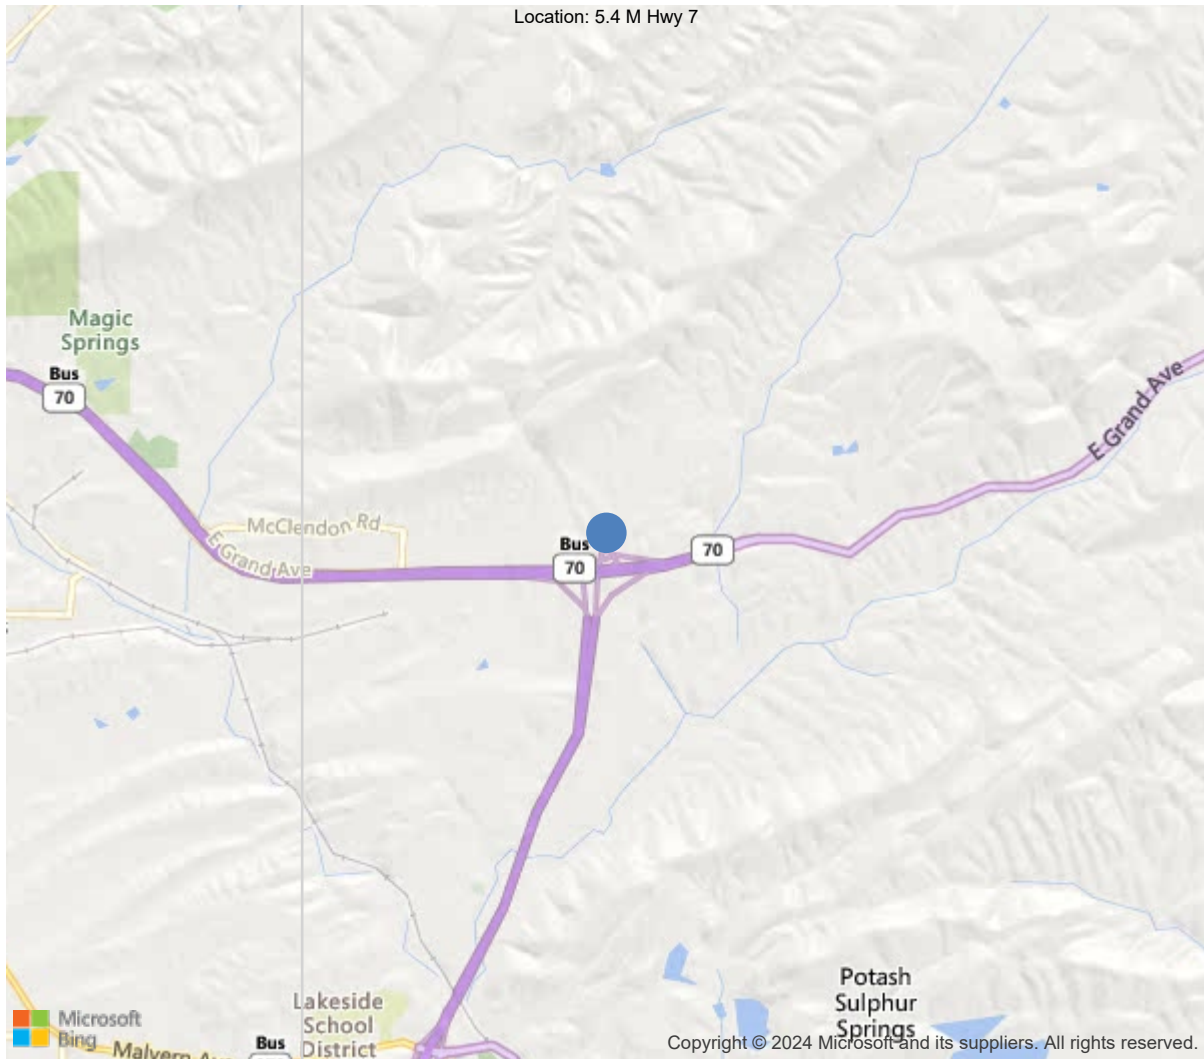 Location: 5.4 M Hwy 7
Magic
Springs
Bus
70
E Grand Ave
McClendon Rd
E Grand Ave
Bus
70
70
Potash
Sulphur
Springs
Lakeside
School
District
Microsoft
Bing
Bus
Malvern
Copyright © 2024 Microsoft and its suppliers. All rights reserved.